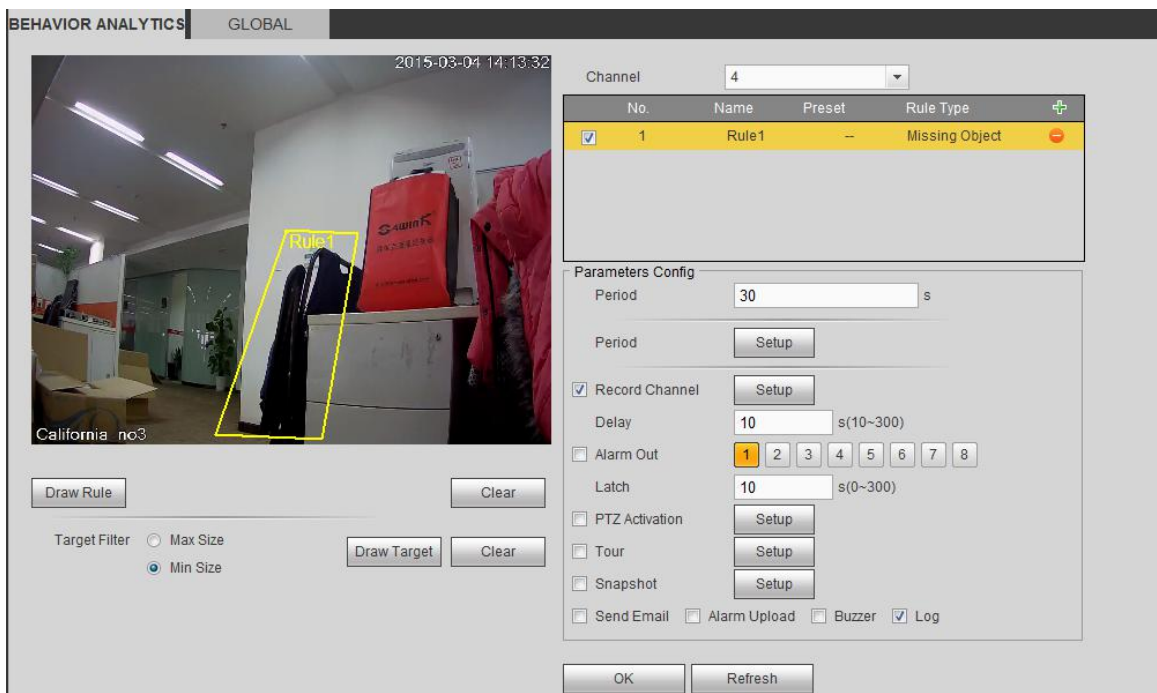 BEHAVIOR ANALYTICS
GLOBAL
2015-03-04 14:13:32
Rule1
California no3
Draw Rule
Clear
Target Filter
Max Size
Min Size
Draw Target
Clear
Channel
4
No. Name Preset Rule Type
1 Rule1 -- Missing Object
Parameters Config
Period 30 s
Period Setup
Record Channel Setup
Delay 10 s(10~300)
Alarm Out 1 2 3 4 5 6 7 8
Latch 10 s(0~300)
PTZ Activation Setup
Tour Setup
Snapshot Setup
Send Email Alarm Upload Buzzer Log
OK Refresh